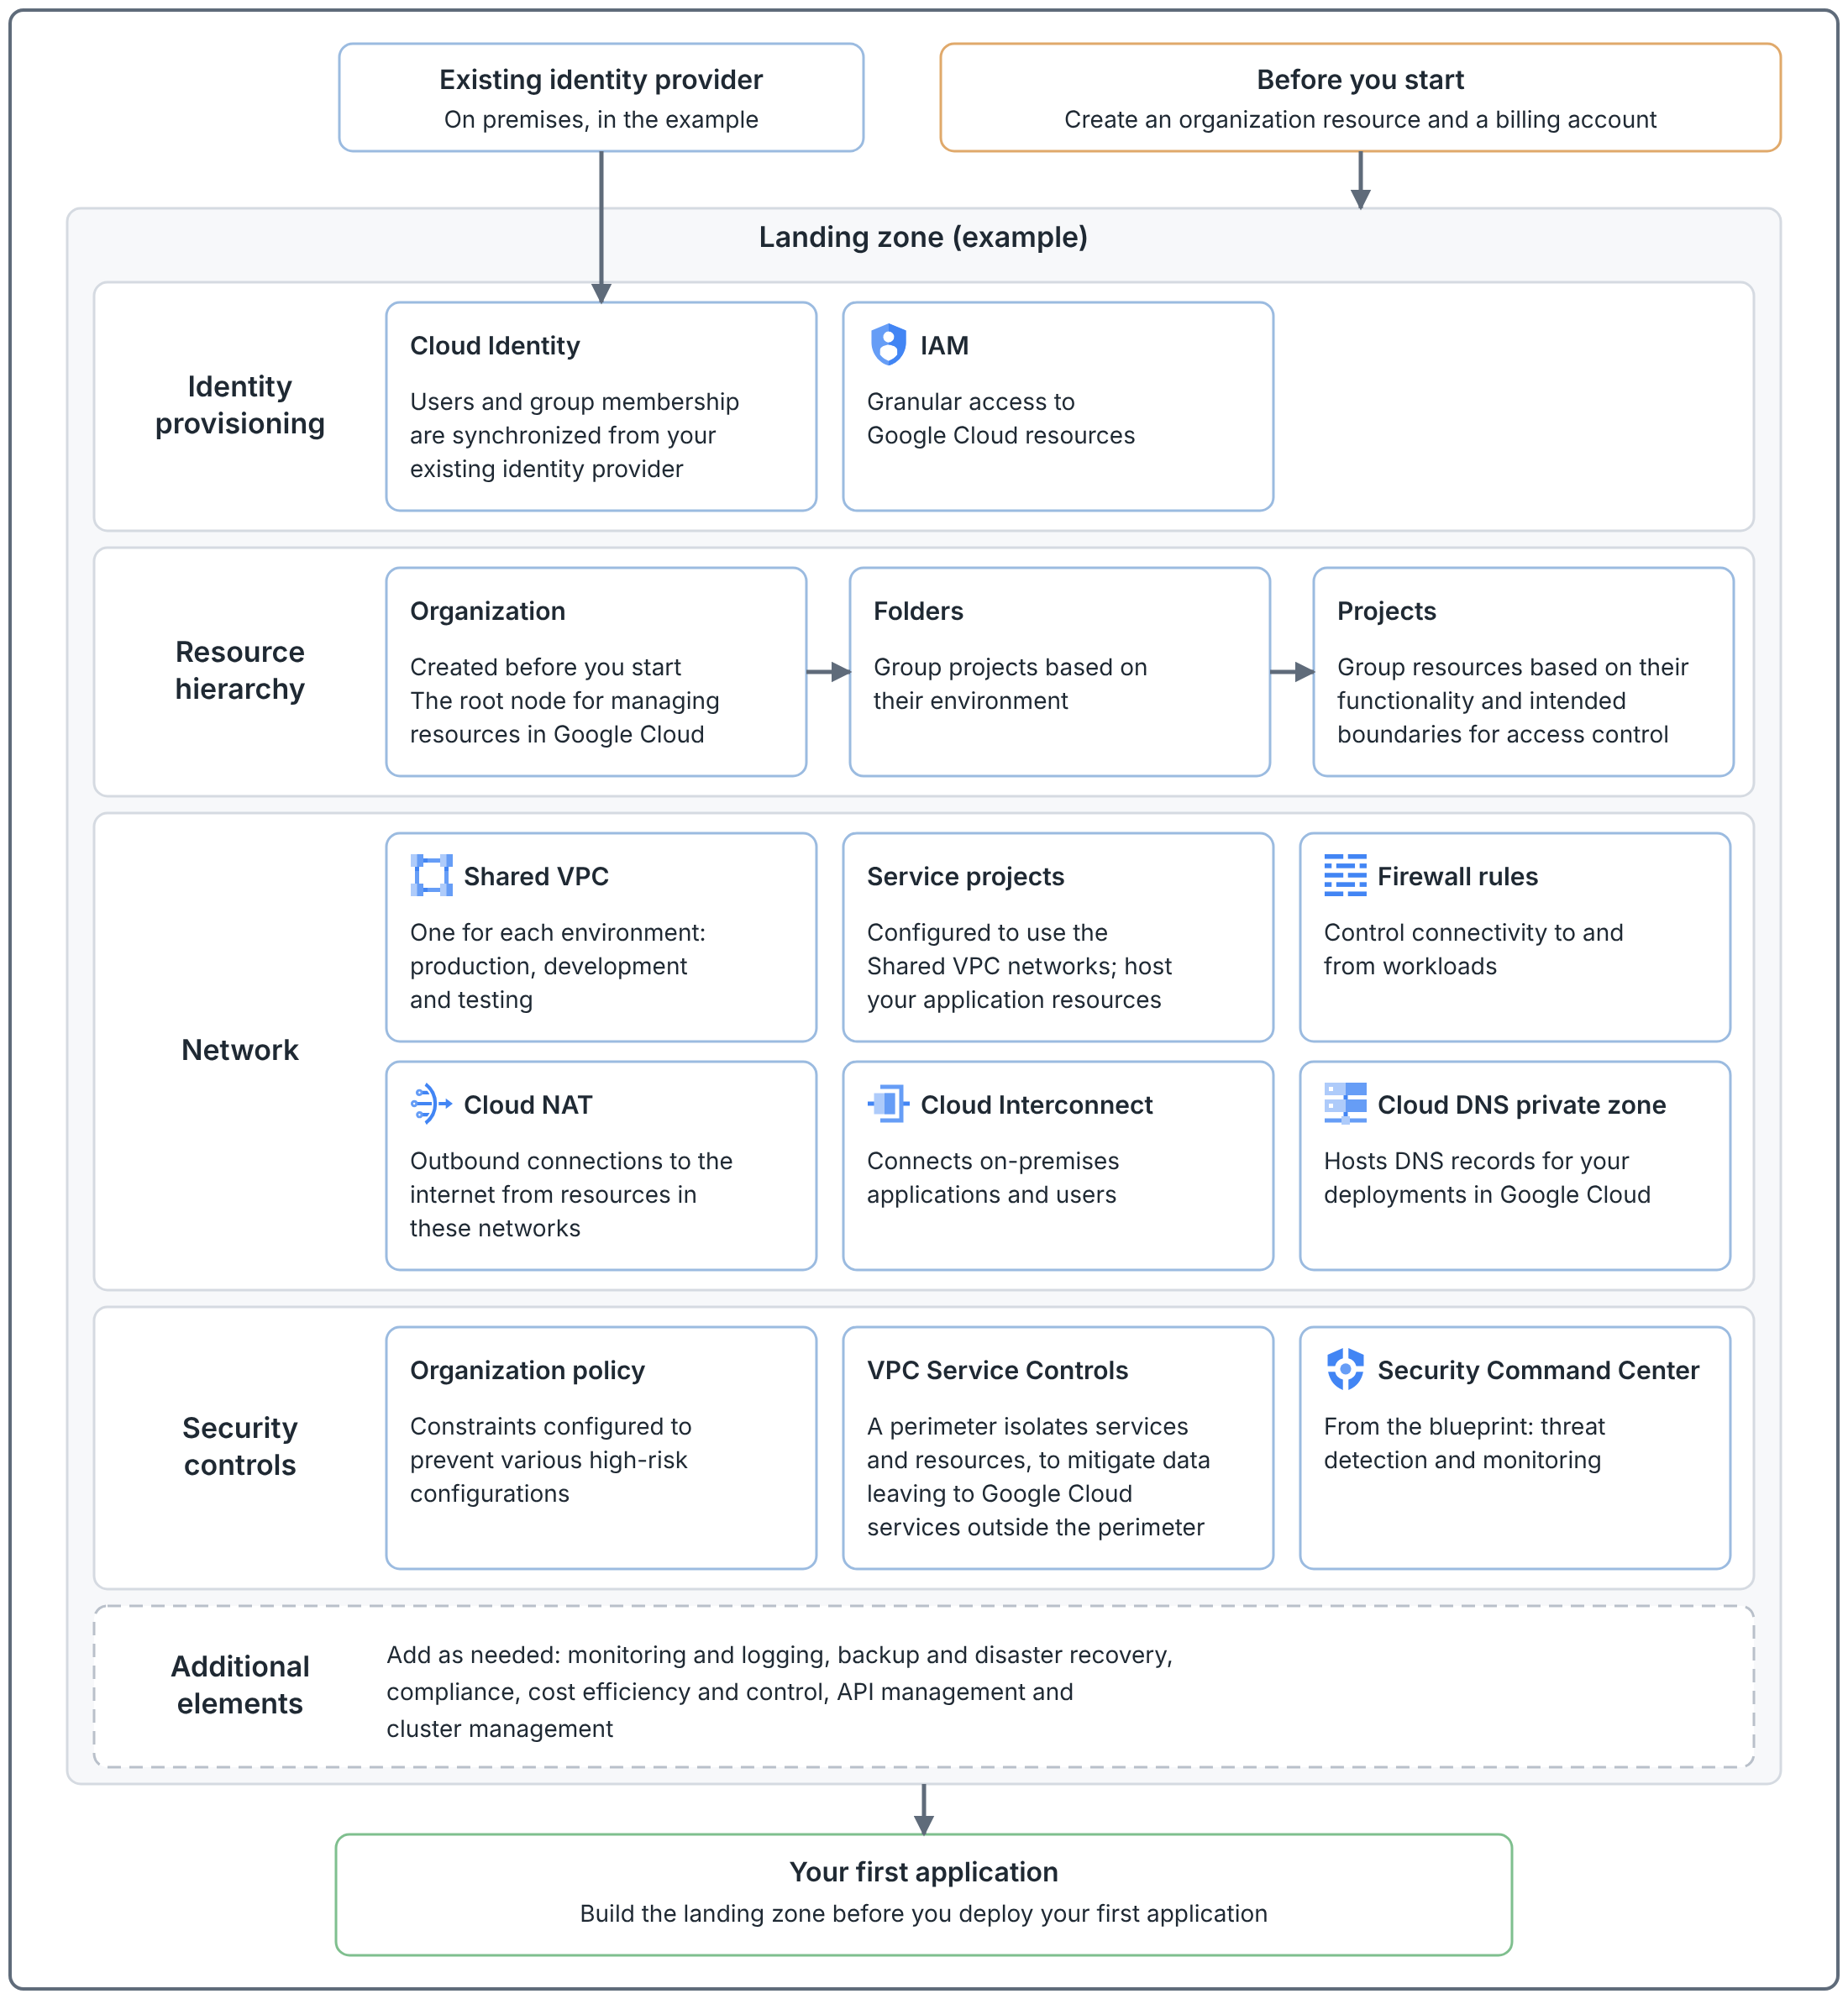 Existing identity provider
On premises, in the example
Before you start
Create an organization resource and a billing account
Landing zone (example)
Identity
provisioning
Cloud Identity
Users and group membership
are synchronized from your
existing identity provider
IAM
Granular access to
Google Cloud resources
Resource
hierarchy
Organization
Created before you start
The root node for managing
resources in Google Cloud
Folders
Group projects based on
their environment
Projects
Group resources based on their
functionality and intended
boundaries for access control
Network
Shared VPC
One for each environment:
production, development
and testing
Service projects
Configured to use the
Shared VPC networks; host
your application resources
Firewall rules
Control connectivity to and
from workloads
Cloud NAT
Outbound connections to the
internet from resources in
these networks
Cloud Interconnect
Connects on-premises
applications and users
Cloud DNS private zone
Hosts DNS records for your
deployments in Google Cloud
Security
controls
Organization policy
Constraints configured to
prevent various high-risk
configurations
VPC Service Controls
A perimeter isolates services
and resources, to mitigate data
leaving to Google Cloud
services outside the perimeter
Security Command Center
From the blueprint: threat
detection and monitoring
Additional
elements
Add as needed: monitoring and logging, backup and disaster recovery,
compliance, cost efficiency and control, API management and
cluster management
Your first application
Build the landing zone before you deploy your first application